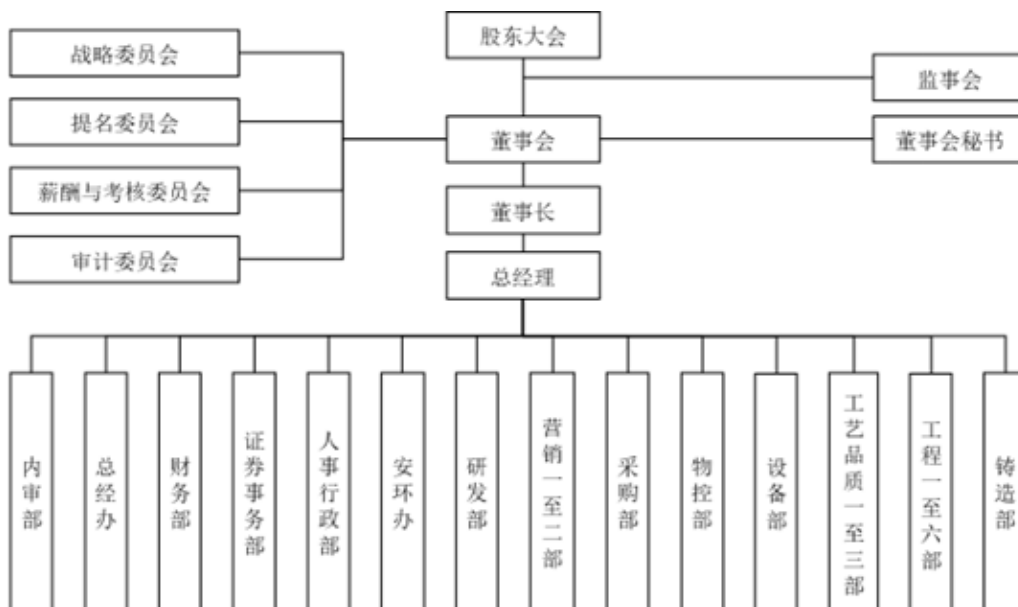 股东大会
战略委员会
监事会
提名委员会
董事会
董事会秘书
薪酬与考核委员会
董事长
审计委员会
总经理
内审部
总经办
财务部
证券事务部
人事行政部
安环办
研发部
营销一至二部
采购部
物控部
设备部
工艺品质一至三部
工程一至六部
铸造部